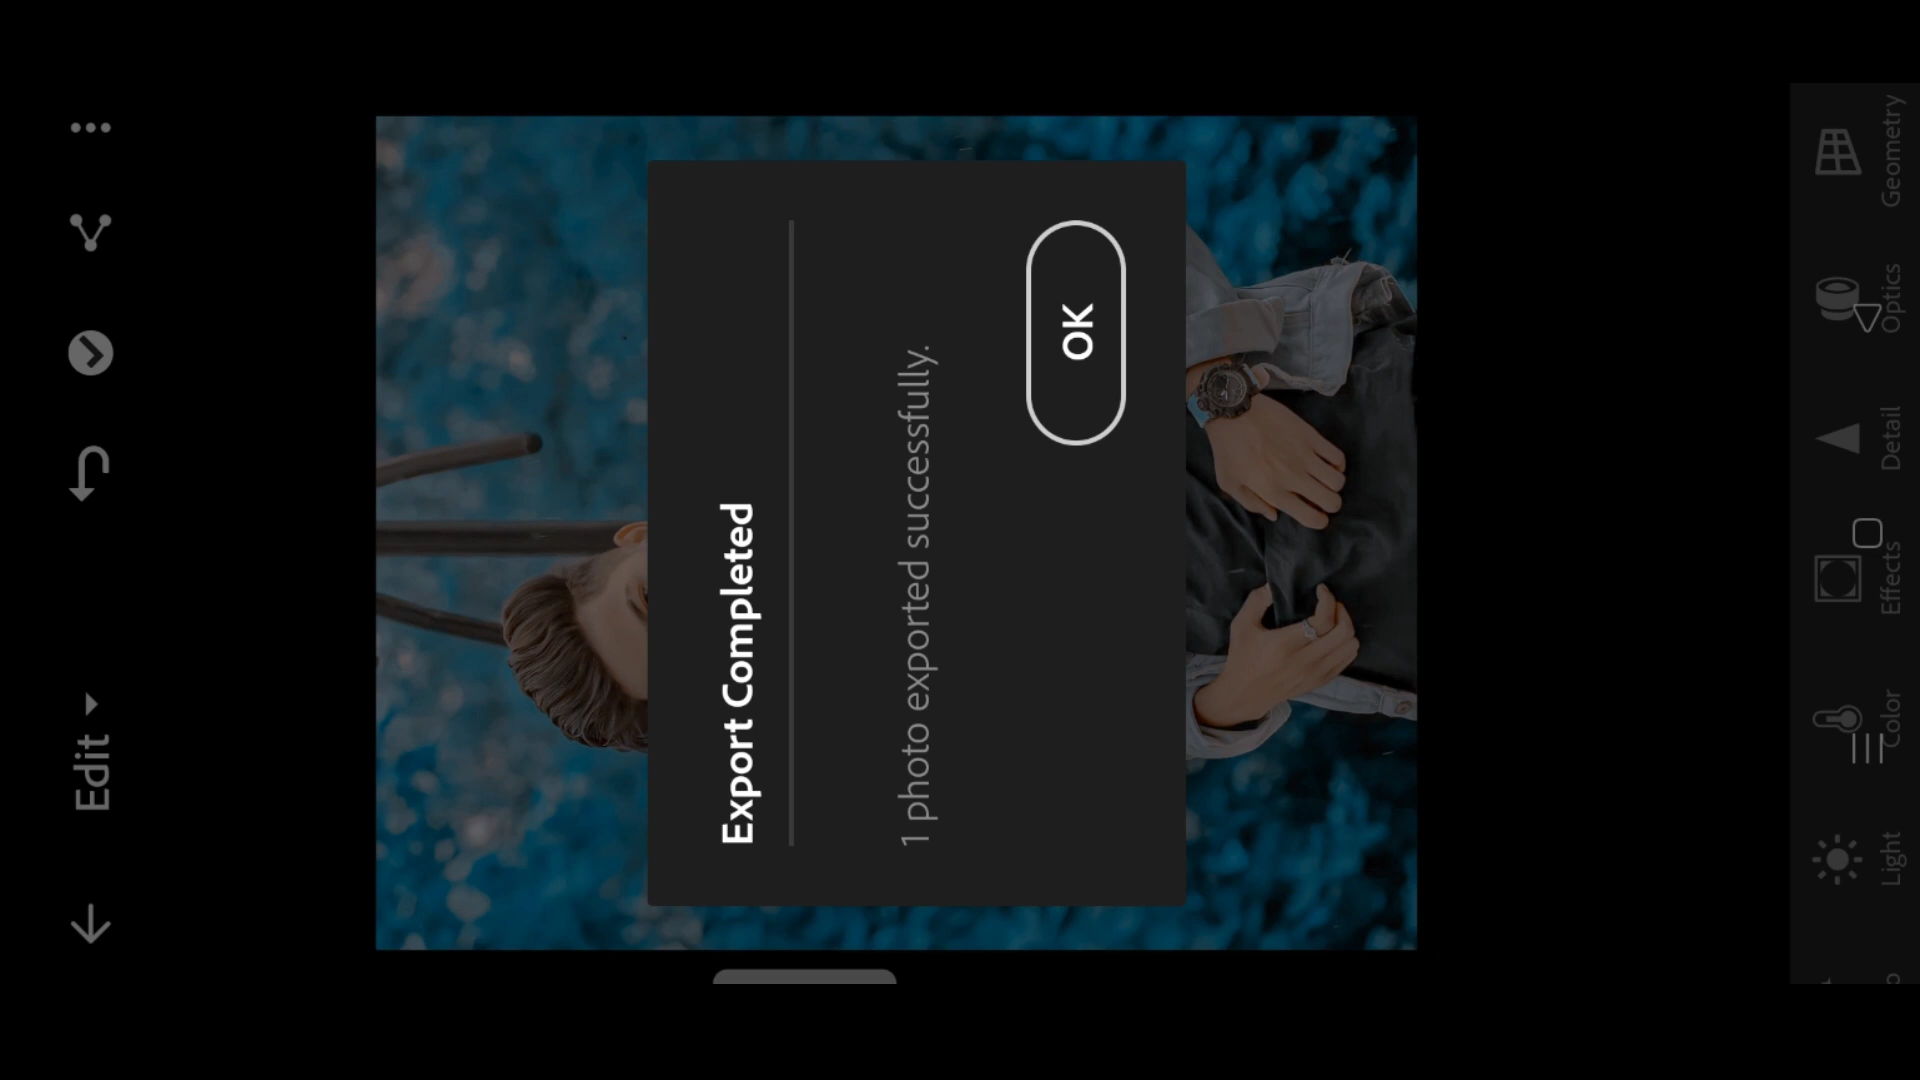 Edit
Export Completed
1 photo exported successfully.
OK
Light
Color
Effects
Detail
Optics
Geometry